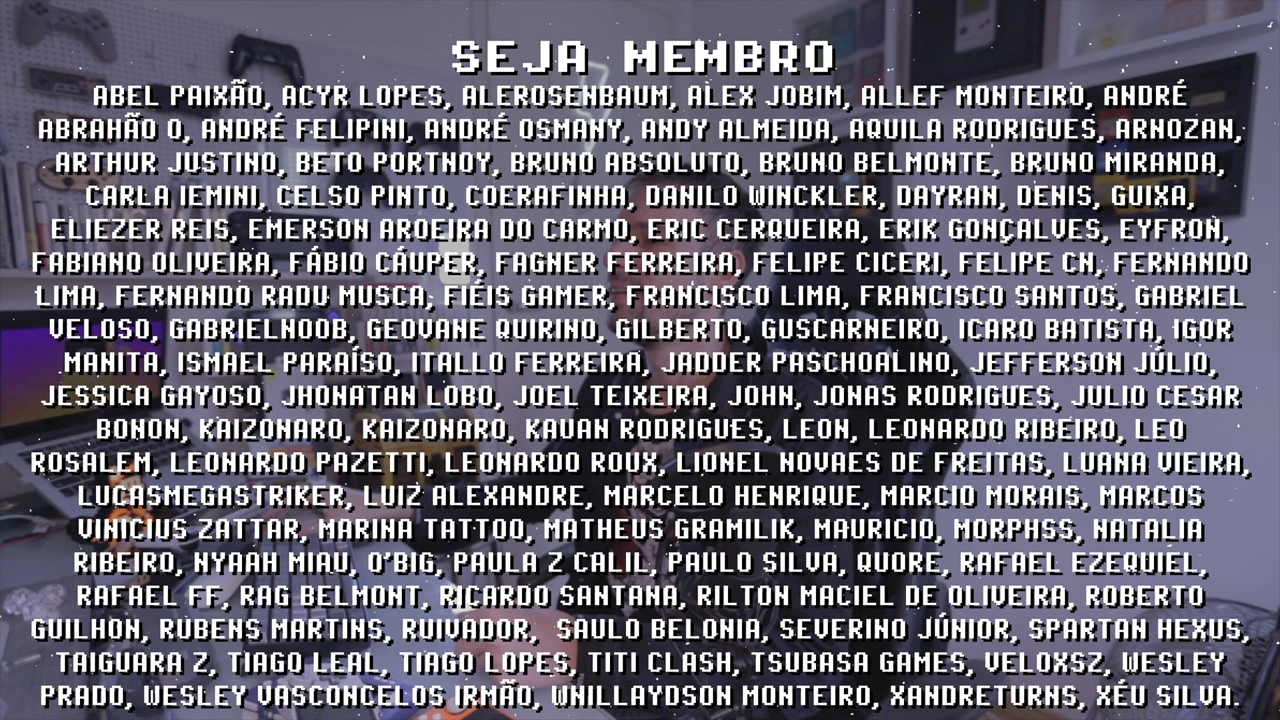 SEJA MEMBRO
ABEL PAIXÃO, ACYR LOPES, ALEROSENBAUM, ALEX JOBIM, ALLEF MONTEIRO, ANDRÉ
ABRAHÃO O, ANDRÉ FELIPINI, ANDRÉ OSMANY, ANDY ALMEIDA, AQUILA RODRIGUES, ARNOZAN,
ARTHUR JUSTINO, BETO PORTNOY, BRUNO ABSOLUTO, BRUNO BELMONTE, BRUNO MIRANDA,
CARLA IEMINI, CELSO PINTO, COERAFINHA, DANILO WINCKLER, DAYRAN, DENIS, GUIXA,
ELIEZER REIS, EMERSON AROEIRA DO CARMO, ERIC CERQUEIRA, ERIK GONÇALVES, EYFRON,
FABIANO OLIVEIRA, FÁBIO CÁUPER, FAGNER FERREIRA, FELIPE CICERI, FELIPE CN, FERNANDO
LIMA, FERNANDO RADU MUSCA, FIÉIS GAMER, FRANCISCO LIMA, FRANCISCO SANTOS, GABRIEL
VELOSO, GABRIELNOOB, GEOVANE QUIRINO, GILBERTO, GUSCARNEIRO, ICARO BATISTA, IGOR
MANITA, ISMAEL PARAÍSO, ITALLO FERREIRA, JADDER PASCHOALINO, JEFFERSON JÚLIO,
JESSICA GAYOSO, JHONATAN LOBO, JOEL TEIXEIRA, JOHN, JONAS RODRIGUES, JULIO CESAR
BONON, KAIZONARO, KAIZONARO, KAUAN RODRIGUES, LEON, LEONARDO RIBEIRO, LEO
ROSALEM, LEONARDO PAZETTI, LEONARDO ROUX, LIONEL NOVAES DE FREITAS, LUANA VIEIRA,
LUCASMEGASTRIKER, LUIZ ALEXANDRE, MARCELO HENRIQUE, MARCIO MORAIS, MARCOS
VINICIUS ZATTAR, MARINA TATTOO, MATHEUS GRAMILIK, MAURICIO, MORPHSS, NATALIA
RIBEIRO, NYAAH MIAU, O'BIG, PAULA Z CALIL, PAULO SILVA, QUORE, RAFAEL EZEQUIEL,
RAFAEL FF, RAG BELMONT, RICARDO SANTANA, RILTON MACIEL DE OLIVEIRA, ROBERTO
GUILHON, RUBENS MARTINS, RUIVADOR, SAULO BELONIA, SEVERINO JÚNIOR, SPARTAN HEXUS,
TAIGUARA Z, TIAGO LEAL, TIAGO LOPES, TITI CLASH, TSUBASA GAMES, VELOXSZ, WESLEY
PRADO, WESLEY VASCONCELOS IRMÃO, WNILLAYDSON MONTEIRO, XANDRETURNS, XÉU SILVA.